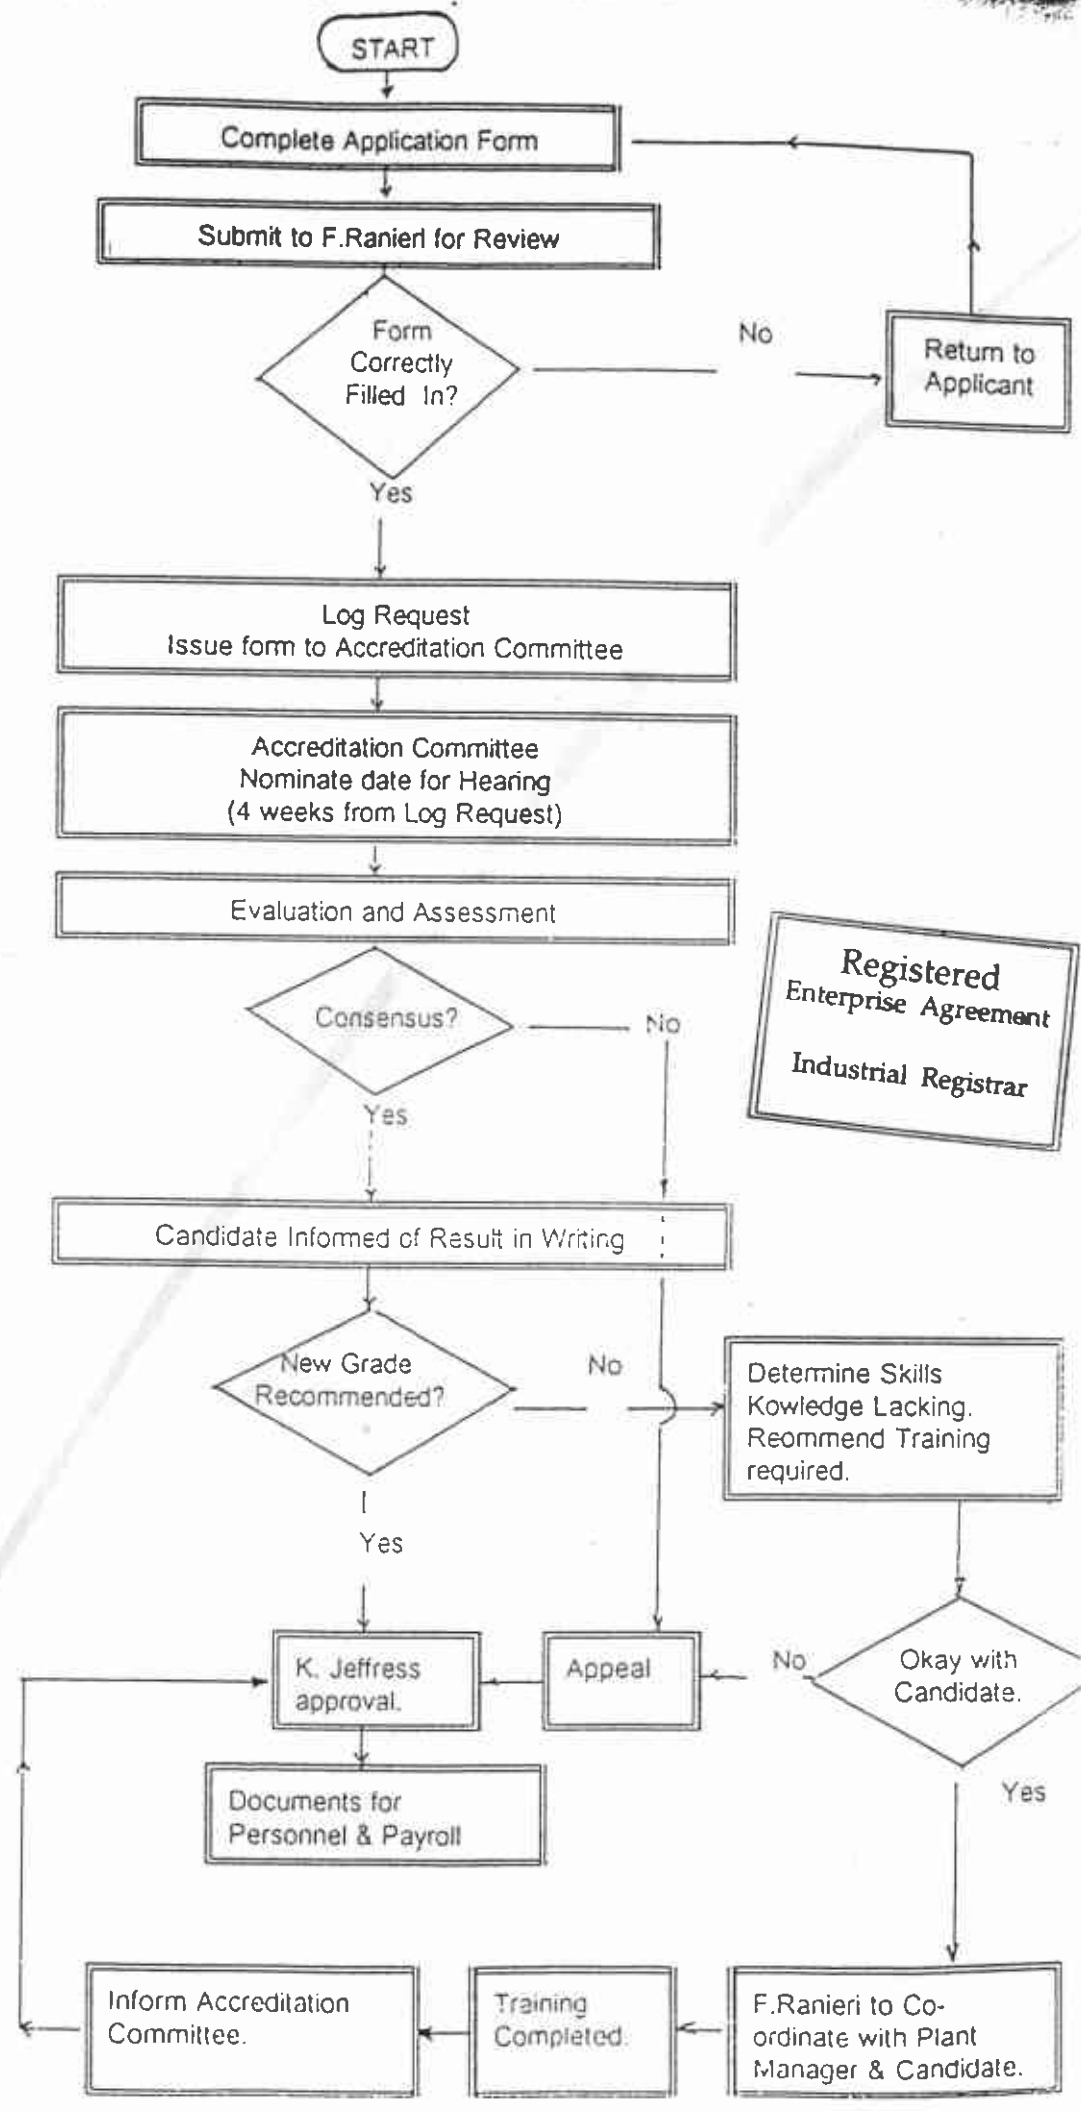 START
Complete Application Form
Submit to F.Ranieri for Review
Form
Correctly
Filled In?
No
Return to
Applicant
Yes
Log Request
Issue form to Accreditation Committee
Accreditation Committee
Nominate date for Hearing
(4 weeks from Log Request)
Evaluation and Assessment
Registered
Enterprise Agreement
Industrial Registrar
Consensus?
No
Yes
Candidate Informed of Result in Writing
New Grade
Recommended?
No
Determine Skills
Kowledge Lacking.
Reommend Training
required.
Yes
K. Jeffress
approval.
Appeal
No
Okay with
Candidate.
Yes
Documents for
Personnel & Payroll
Inform Accreditation
Committee.
Training
Completed.
F.Ranieri to Co-
ordinate with Plant
Manager & Candidate.